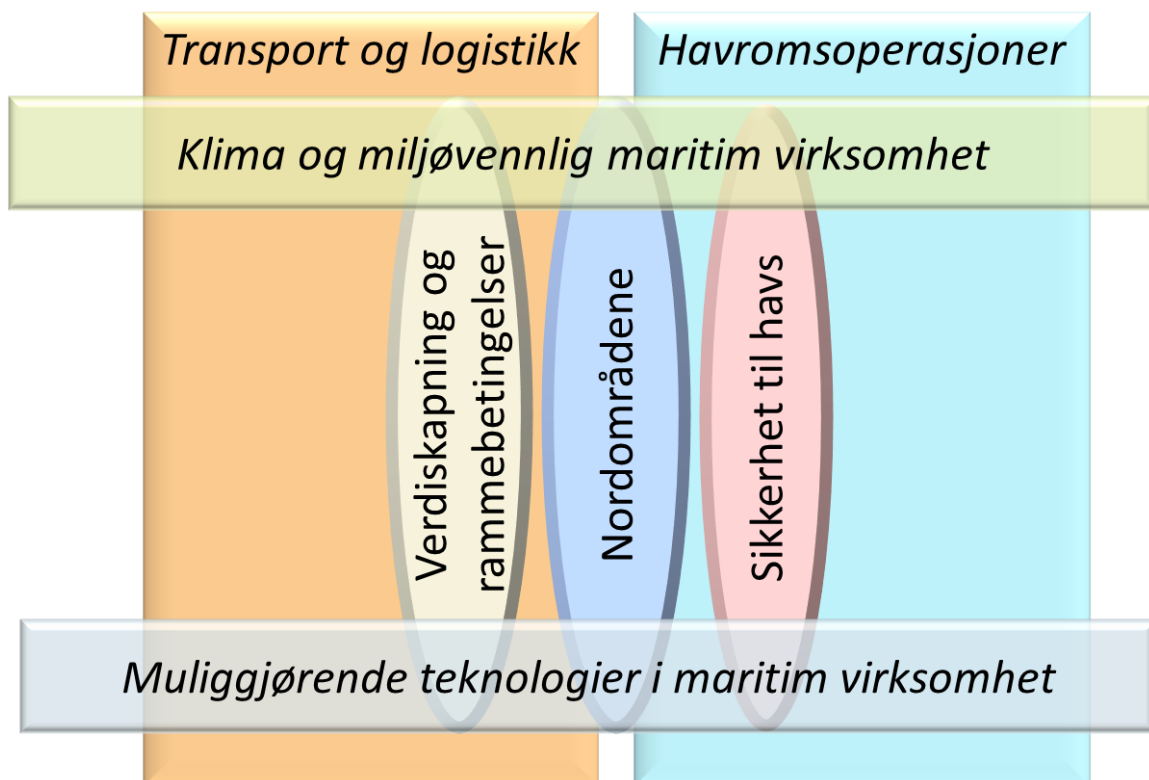 Transport og logistikk
Havromsoperasjoner
Klima og miljøvennlig maritim virksomhet
Verdiskapning og
rammebetingelser
Nordområdene
Sikkerhet til havs
Muliggjørende teknologier i maritim virksomhet